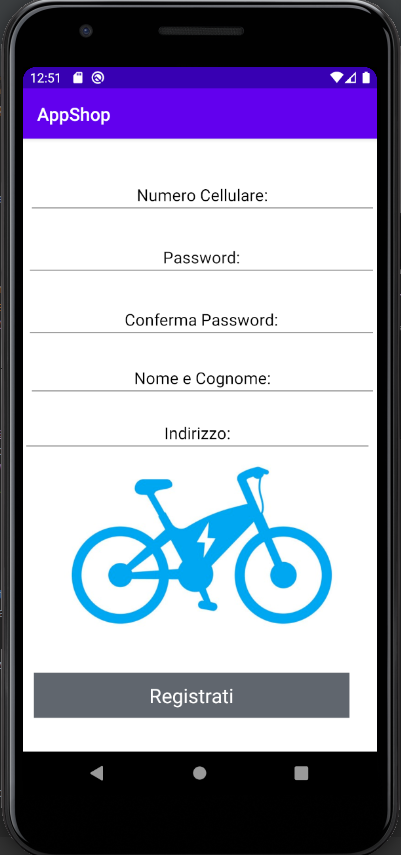 12:51
AppShop
Numero Cellulare:
Password:
Conferma Password:
Nome e Cognome:
Indirizzo:
Registrati